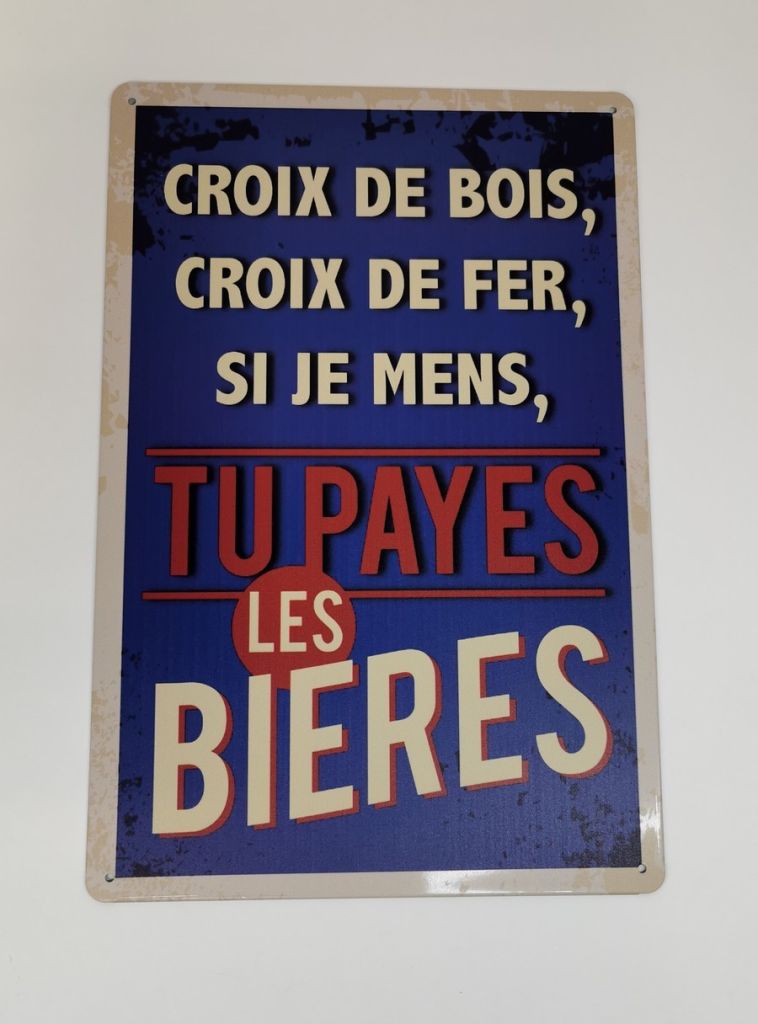 CROIX DE BOIS,
CROIX DE FER,
SI JE MENS,
TU PAYES
LES
BIERES